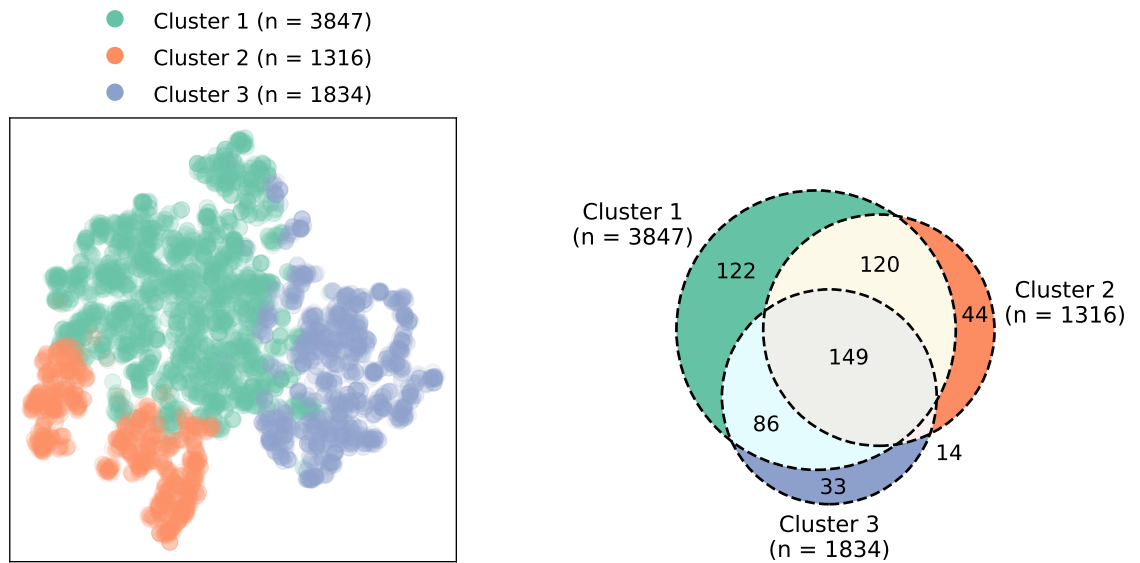 Cluster 1 (n = 3847)
Cluster 2 (n = 1316)
Cluster 3 (n = 1834)
Cluster 1
(n = 3847)
122
120
44
Cluster 2
(n = 1316)
149
86
14
33
Cluster 3
(n = 1834)